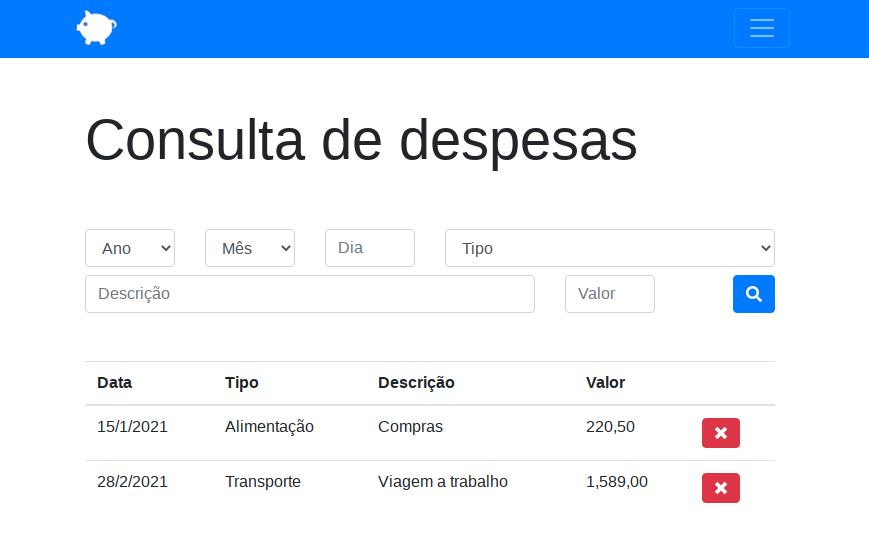 Consulta de despesas
Ano Mês Dia Tipo
Descrição Valor
Data Tipo Descrição Valor
15/1/2021 Alimentação Compras 220,50
28/2/2021 Transporte Viagem a trabalho 1,589,00